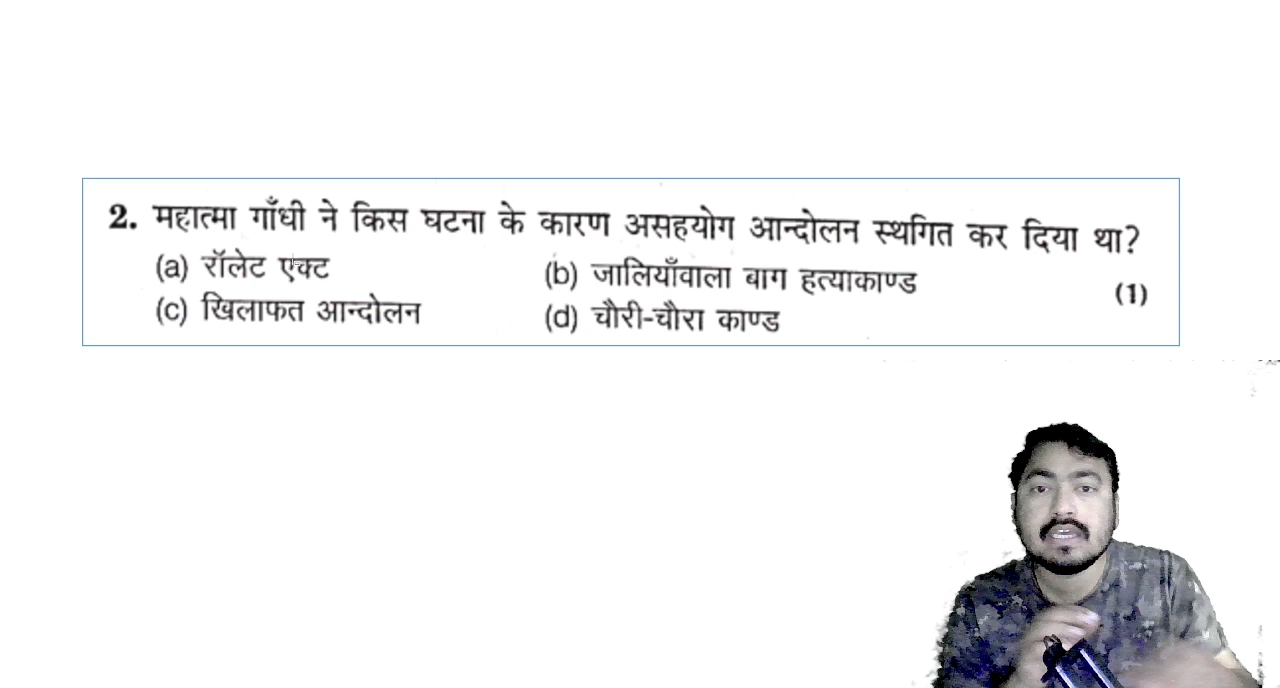 2. महात्मा गाँधी ने किस घटना के कारण असहयोग आन्दोलन स्थगित कर दिया था?
(a) रॉलेट एक्ट (b) जालियाँवाला बाग हत्याकाण्ड
(c) खिलाफत आन्दोलन (d) चौरी-चौरा काण्ड (1)